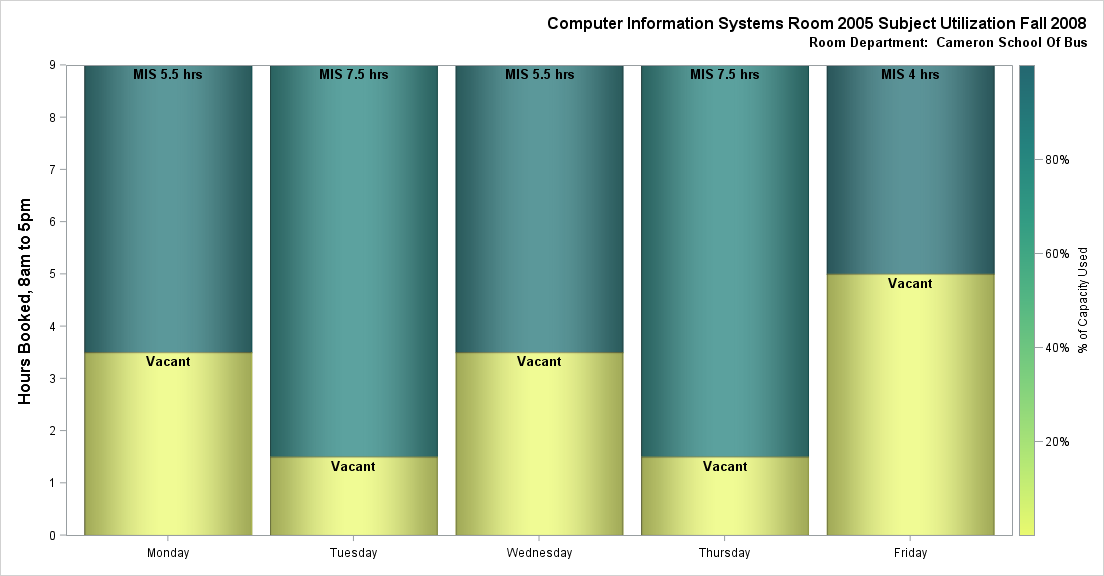 Computer Information Systems Room 2005 Subject Utilization Fall 2008
Room Department:  Cameron School Of Bus
Hours Booked, 8am to 5pm
9
8
7
6
5
4
3
2
1
0
MIS 5.5 hrs
MIS 7.5 hrs
MIS 5.5 hrs
MIS 7.5 hrs
MIS 4 hrs
Vacant
Vacant
Vacant
Vacant
Vacant
Monday
Tuesday
Wednesday
Thursday
Friday
80%
60%
40%
20%
% of Capacity Used